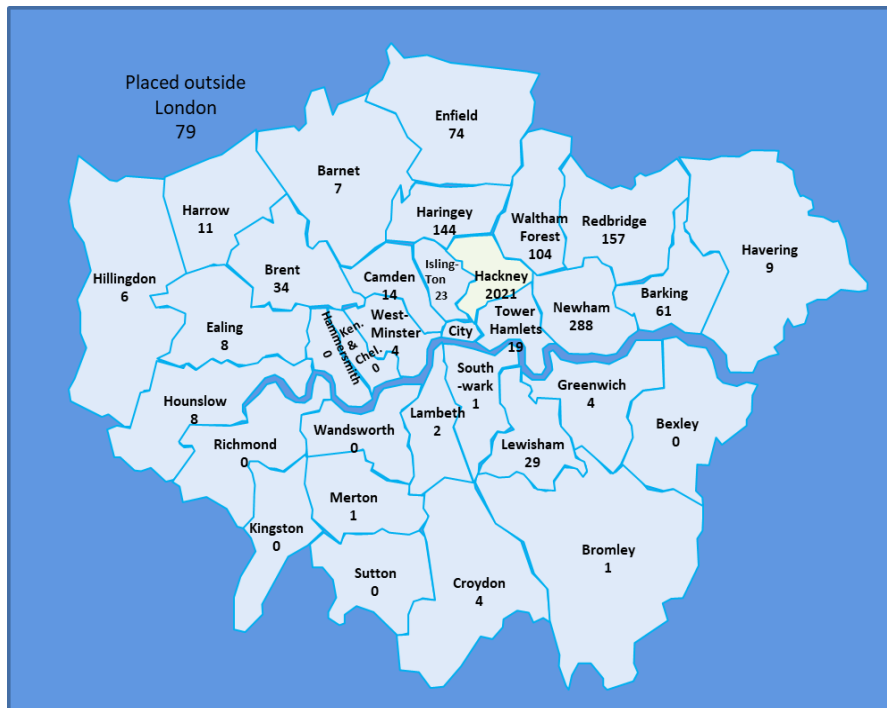 Placed outside
London
79
Enfield
74
Barnet
7
Harrow
11
Haringey
144
Waltham
Forest
104
Redbridge
157
Havering
9
Hillingdon
6
Brent
34
Camden
14
Isling-
Ton
23
Hackney
2021
Newham
288
Barking
61
Ealing
8
Hammersmith
0
Ken.
&
Chel.
0
West-
Minster
4
City
Tower
Hamlets
19
Hounslow
8
Richmond
0
Wandsworth
0
Lambeth
2
South
-wark
1
Lewisham
29
Greenwich
4
Bexley
0
Kingston
0
Merton
1
Sutton
0
Croydon
4
Bromley
1